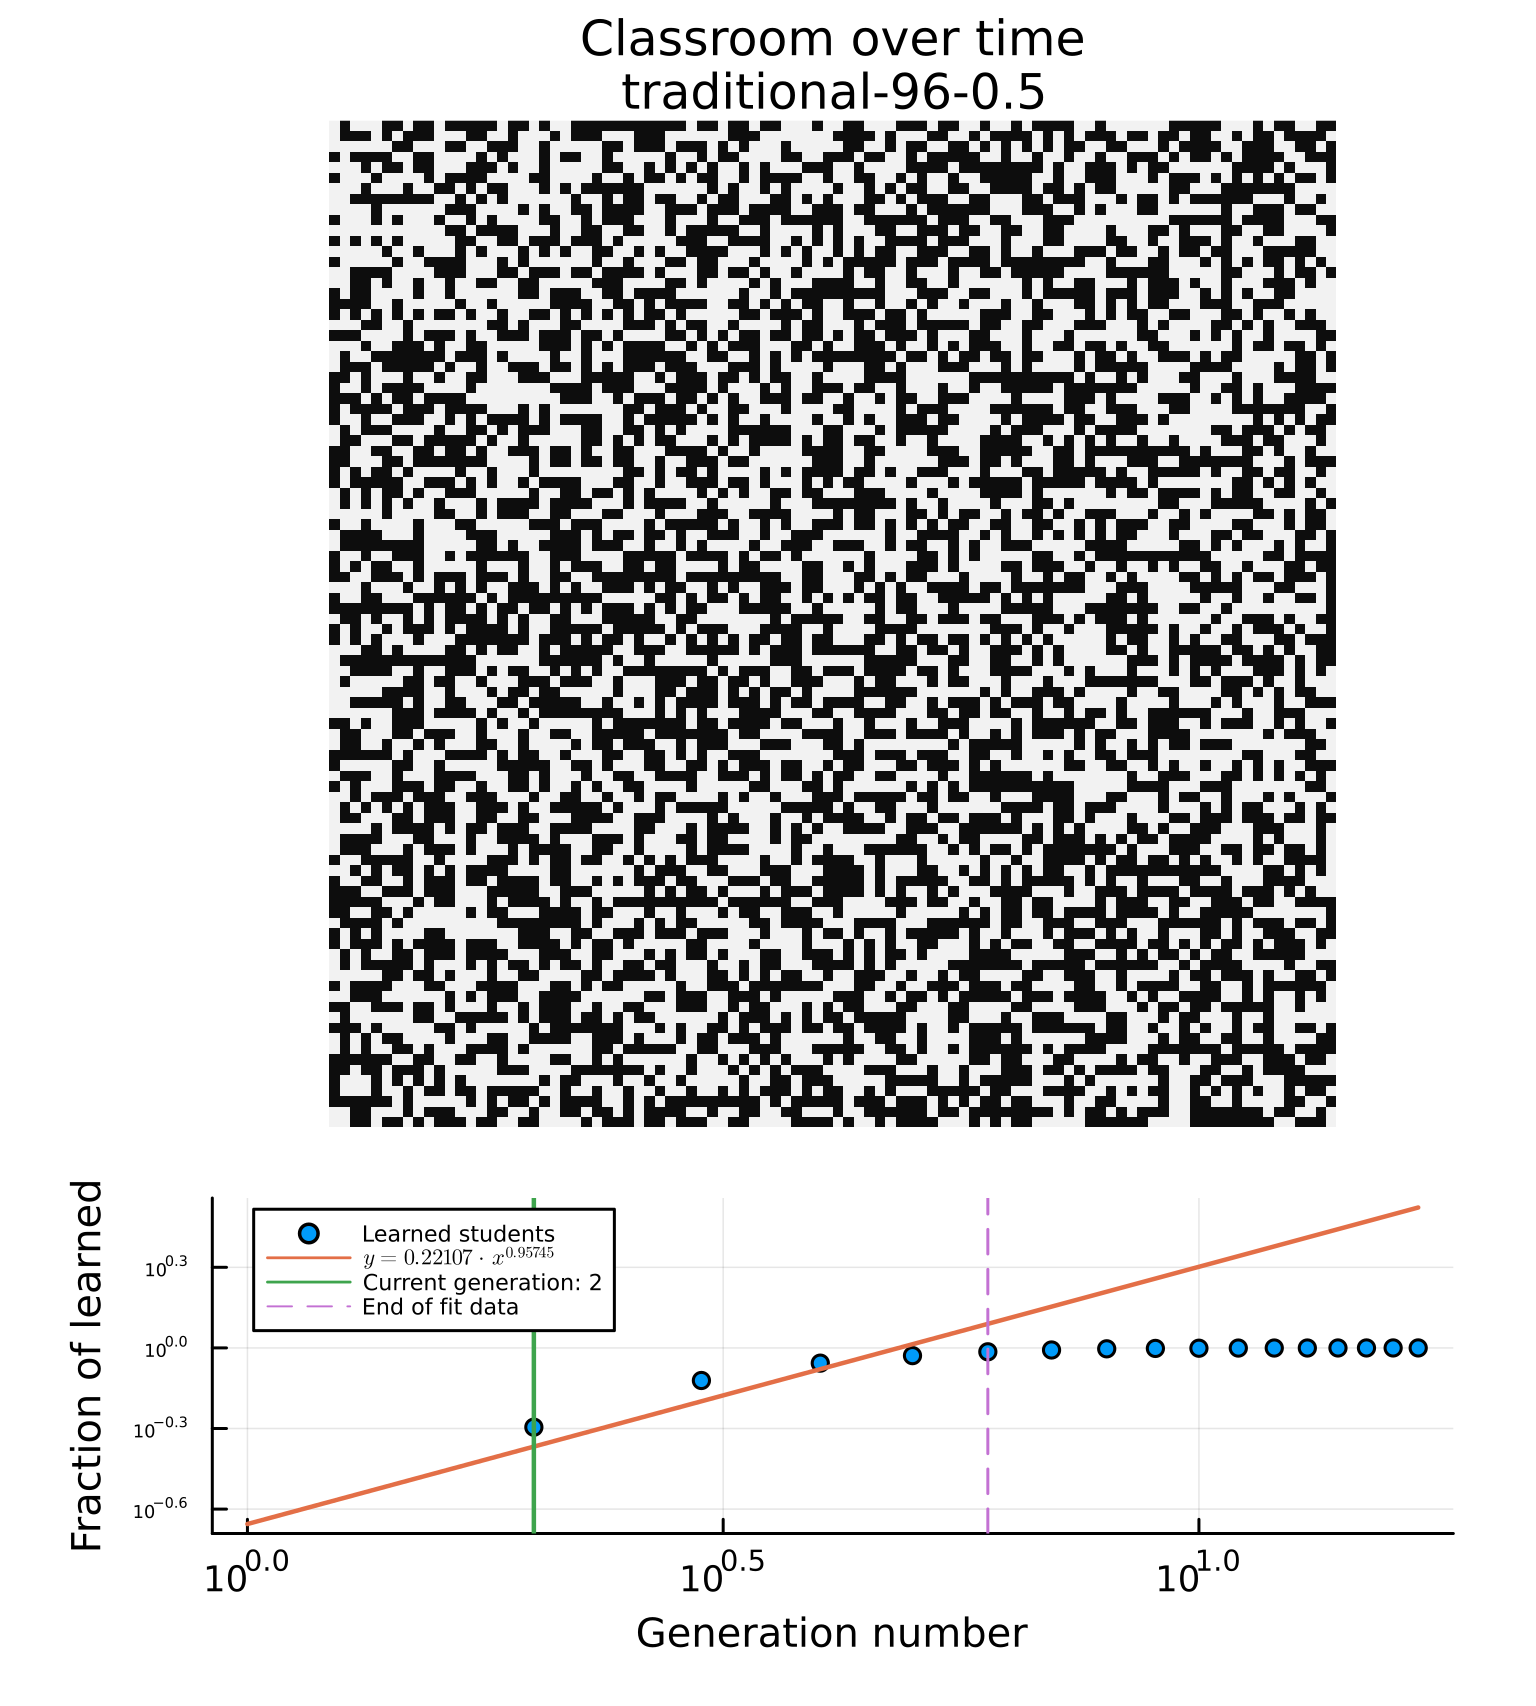 Classroom over time
traditional-96-0.5
Fraction of learned
10^0.3
10^0.0
10^−0.3
10^−0.6
Learned students
y = 0.22107 · x^0.95745
Current generation: 2
End of fit data
10^0.0
10^0.5
10^1.0
Generation number